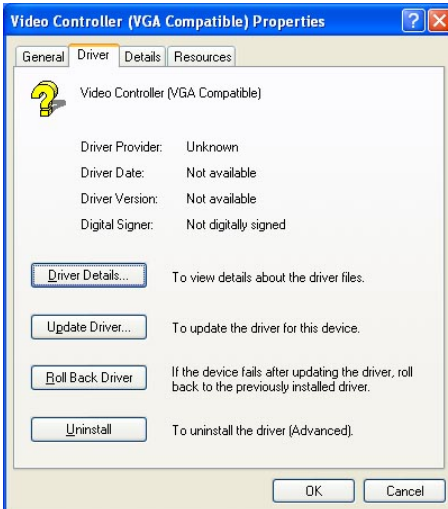 Video Controller (VGA Compatible) Properties
General Driver Details Resources
Video Controller (VGA Compatible)
Driver Provider: Unknown
Driver Date: Not available
Driver Version: Not available
Digital Signer: Not digitally signed
Driver Details... To view details about the driver files.
Update Driver... To update the driver for this device.
Roll Back Driver If the device fails after updating the driver, roll
back to the previously installed driver.
Uninstall To uninstall the driver (Advanced).
OK Cancel